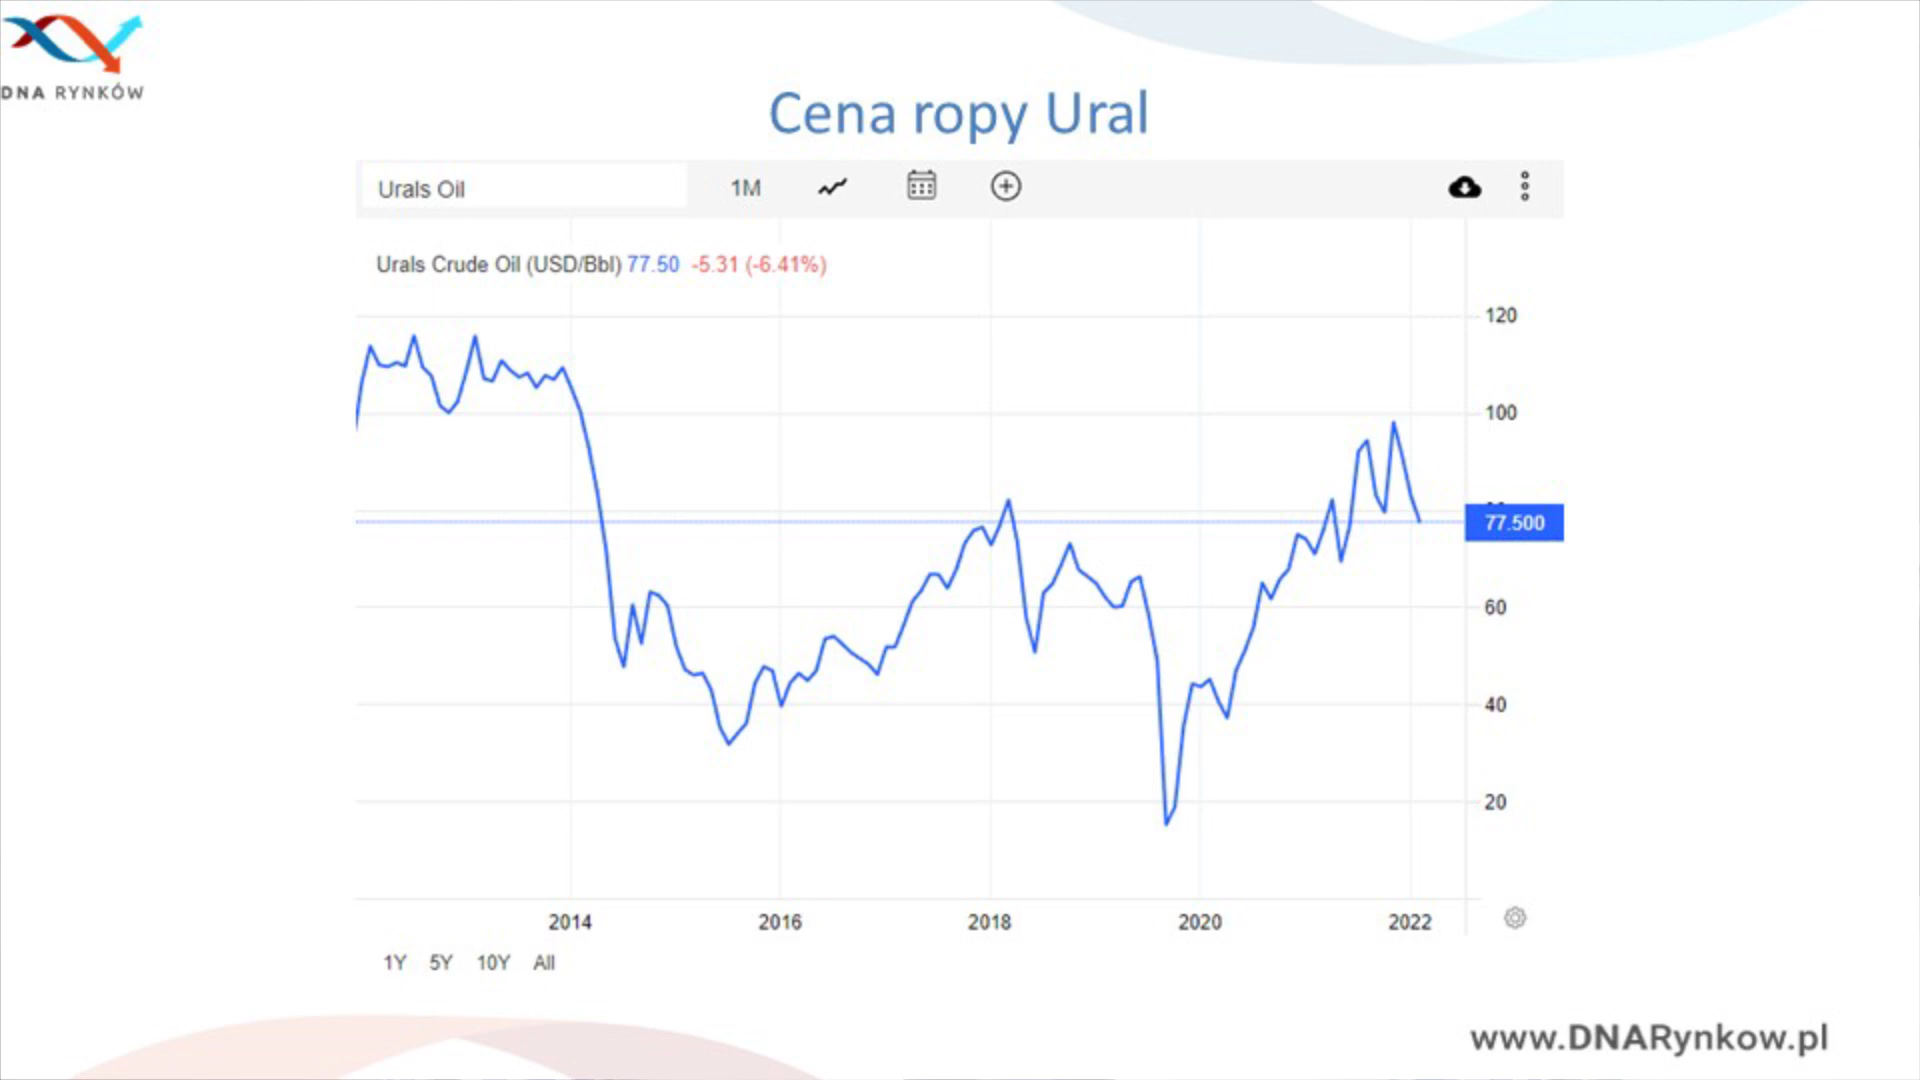 DNA RYNKÓW
Cena ropy Ural
Urals Oil
1M
Urals Crude Oil (USD/Bbl) 77.50 -5.31 (-6.41%)
120
100
77.500
60
40
20
2014 2016 2018 2020 2022
1Y 5Y 10Y All
www.DNARynkow.pl